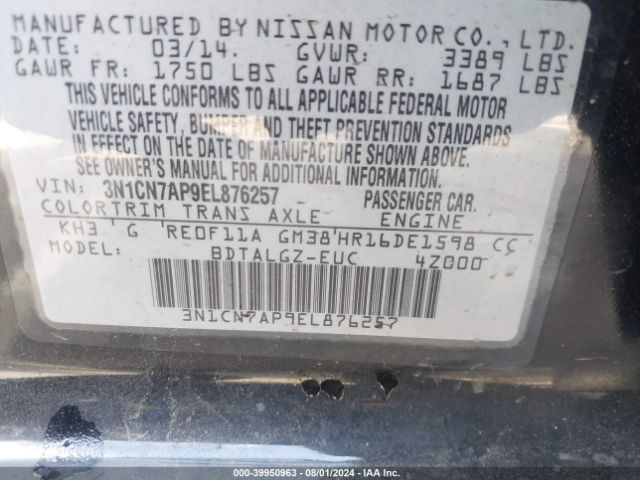 MANUFACTURED BY NISSAN MOTOR CO., LTD.
DATE: 03/14. GVWR: 3389 LBS
GAWR FR: 1750 LBS GAWR RR: 1687 LBS
THIS VEHICLE CONFORMS TO ALL APPLICABLE FEDERAL MOTOR
VEHICLE SAFETY, BUMPER AND THEFT PREVENTION STANDARDS
IN EFFECT ON THE DATE OF MANUFACTURE SHOWN ABOVE.
SEE OWNER'S MANUAL FOR ADDITIONAL INFORMATION.
VIN: 3N1CN7AP9EL876257 PASSENGER CAR.
COLOR TRIM TRANS AXLE ENGINE
KH3 G RE0F11A GM38 HR16DE1598 CC
MODEL: BDTALGZ-EUC 4Z000
3N1CN7AP9EL876257
000-39950963 - 08/01/2024 - IAA Inc.